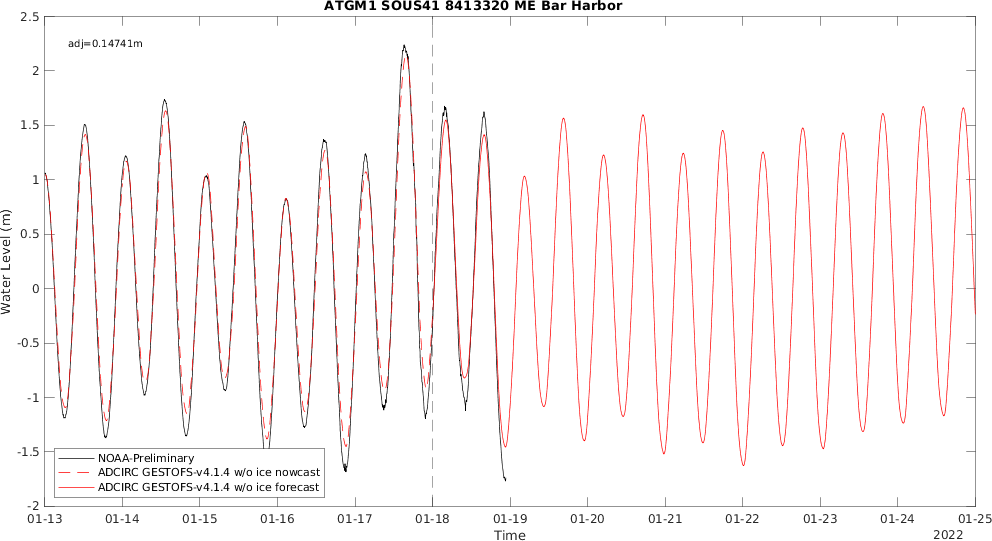 ATGM1 SOUS41 8413320 ME Bar Harbor
adj=0.14741m
Water Level (m)
2.5
2
1.5
1
0.5
0
-0.5
-1
-1.5
-2
NOAA-Preliminary
ADCIRC GESTOFS-v4.1.4 w/o ice nowcast
ADCIRC GESTOFS-v4.1.4 w/o ice forecast
01-13 01-14 01-15 01-16 01-17 01-18 01-19 01-20 01-21 01-22 01-23 01-24 01-25
Time
2022